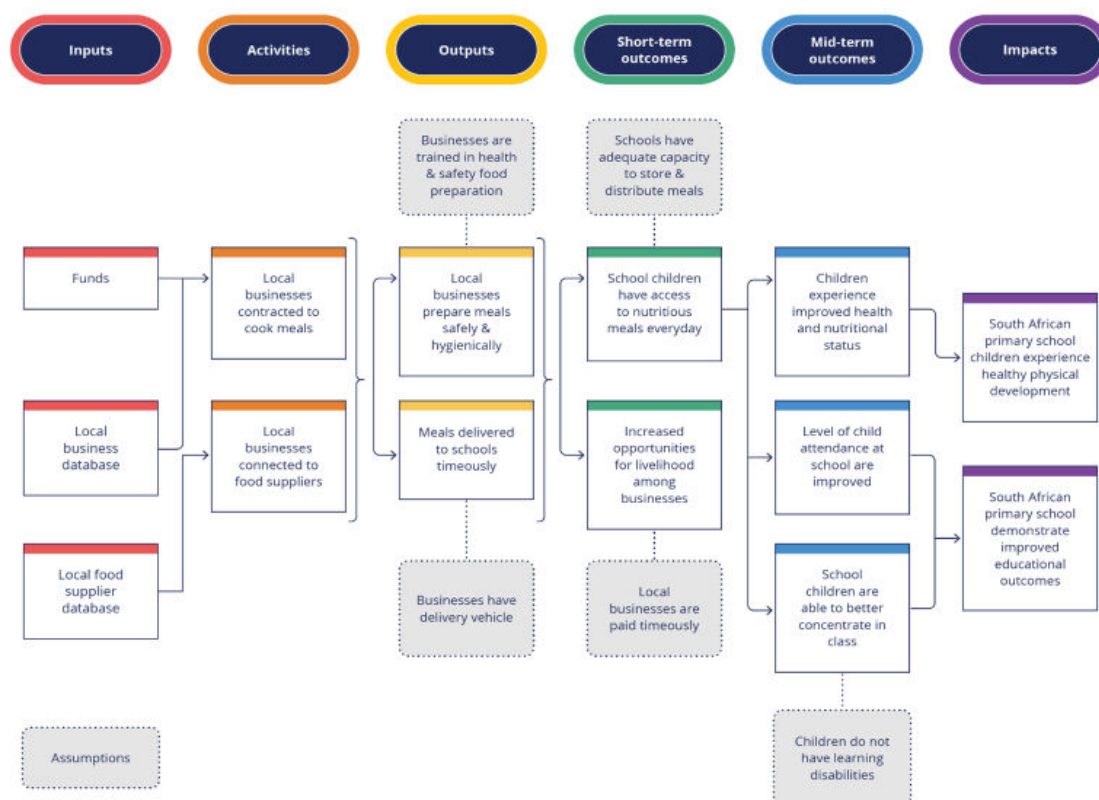 Inputs
Activities
Outputs
Short-term
outcomes
Mid-term
outcomes
Impacts
Businesses are
trained in health
& safety food
preparation
Schools have
adequate capacity
to store &
distribute meals
Funds
Local
businesses
contracted to
cook meals
Local
businesses
prepare meals
safely &
hygienically
School children
have access
to nutritious
meals everyday
Children
experience
improved health
and nutritional
status
South African
primary school
children experience
healthy physical
development
Local
business
database
Local
businesses
connected to
food suppliers
Meals delivered
to schools
timeously
Increased
opportunities
for livelihood
among
businesses
Level of child
attendance at
school are
improved
South African
primary school
demonstrate
improved
educational
outcomes
Local food
supplier
database
Businesses have
delivery vehicle
Local
businesses are
paid timeously
School
children are
able to better
concentrate in
class
Assumptions
Children do not
have learning
disabilities